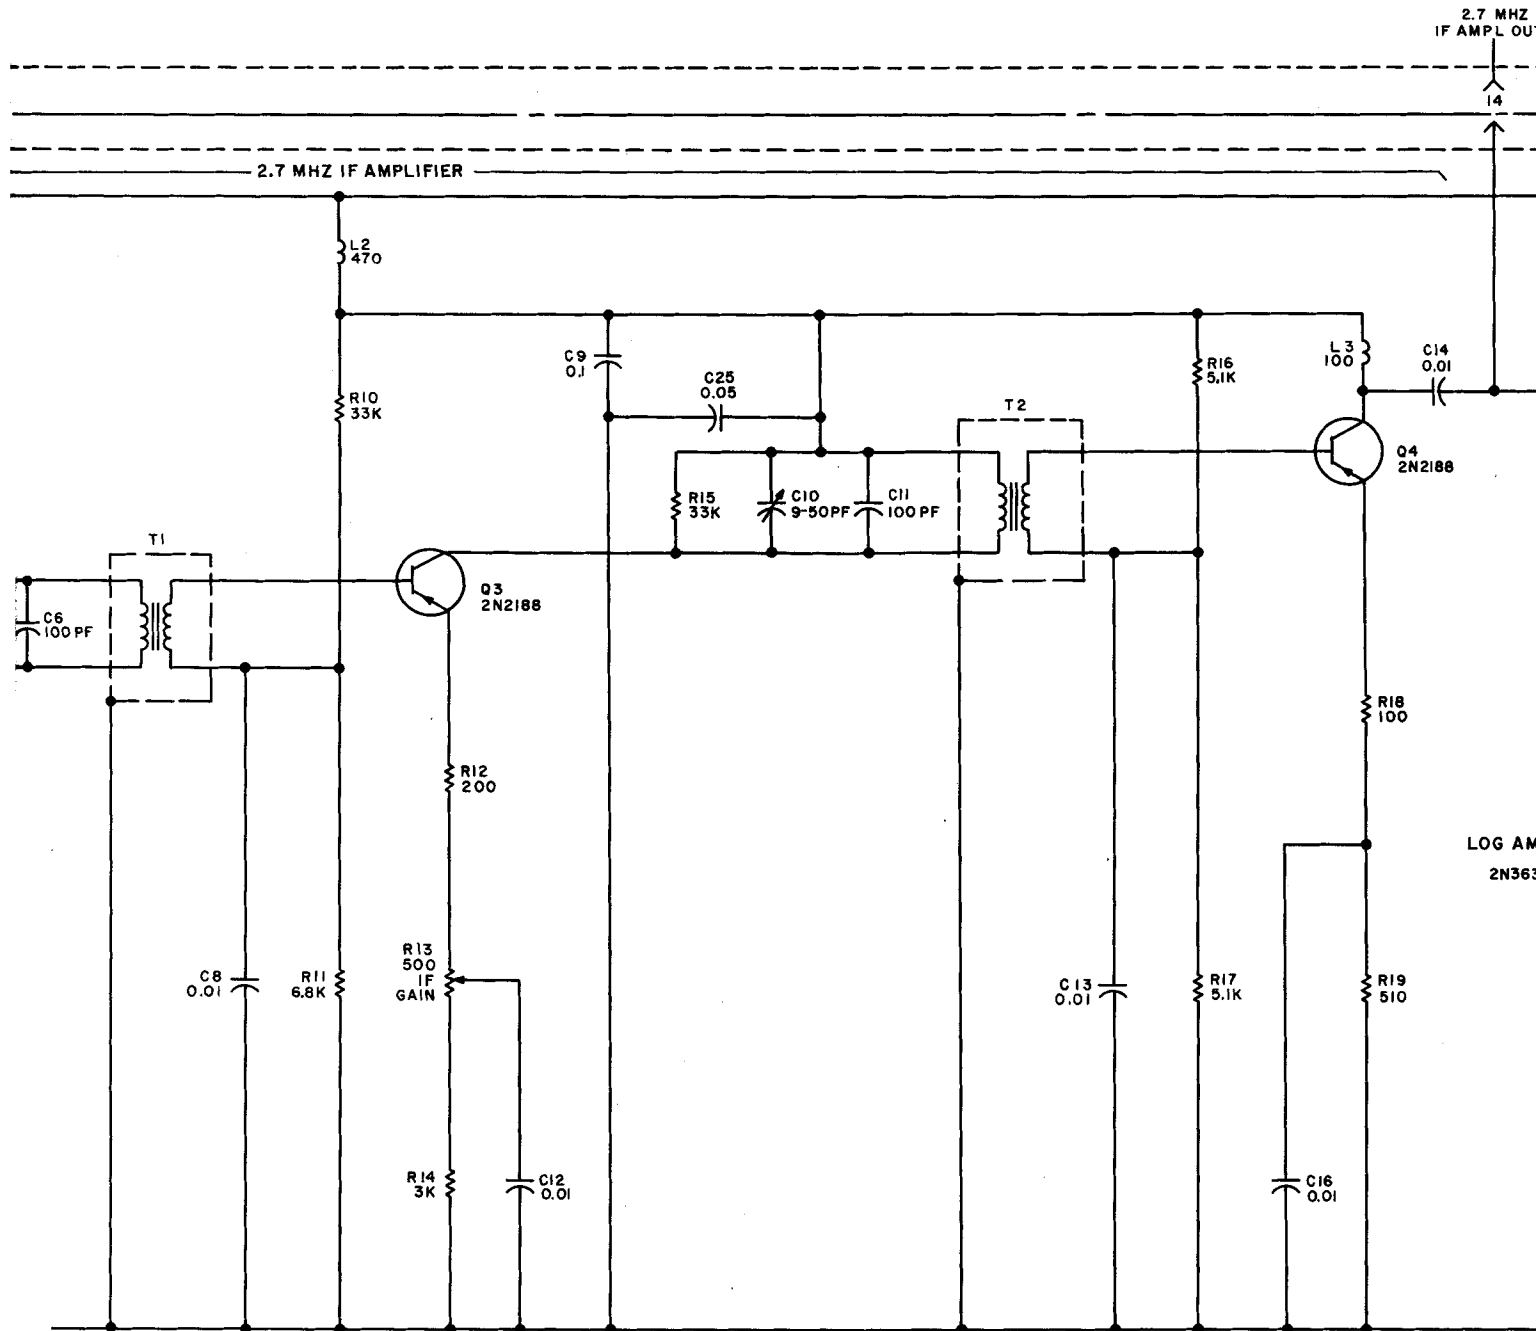 2.7 MHZ
IF AMPL OUT
14
2.7 MHZ IF AMPLIFIER
L2
470
R10
33K
C9
0.1
C25
0.05
T2
R16
5.1K
L3
100
C14
0.01
Q4
2N2188
R15
33K
C10
9-50PF
C11
100PF
T1
C6
100PF
Q3
2N2188
R12
200
R18
100
LOG AM
2N363
R13
500
IF
GAIN
C8
0.01
R11
6.8K
C13
0.01
R17
5.1K
R19
510
R14
3K
C12
0.01
C16
0.01